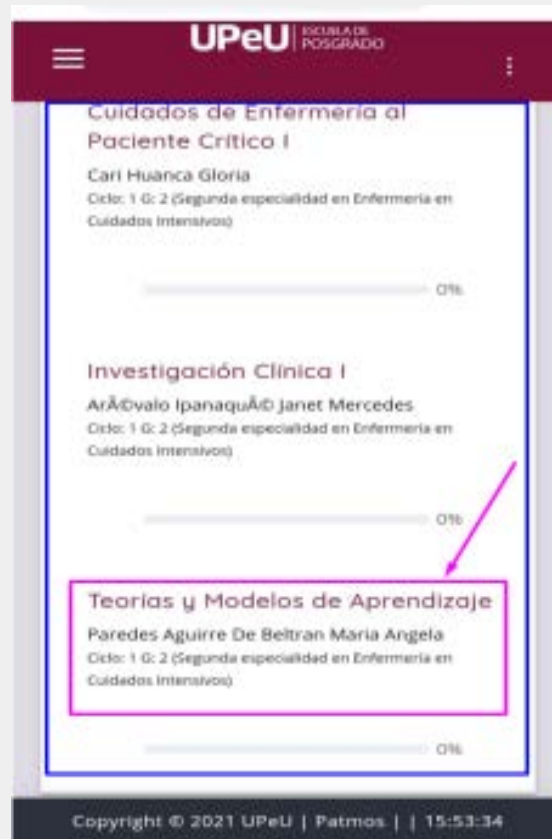 UPeU ESCUELA DE
POSGRADO
Cuidados de Enfermería al
Paciente Crítico I
Cari Huanca Gloria
Ciclo: 1 G: 2 (Segunda especialidad en Enfermería en
Cuidados Intensivos)
0%
Investigación Clínica I
ArÃ©valo IpanaquÃ© Janet Mercedes
Ciclo: 1 G: 2 (Segunda especialidad en Enfermería en
Cuidados Intensivos)
0%
Teorías y Modelos de Aprendizaje
Paredes Aguirre De Beltran Maria Angela
Ciclo: 1 G: 2 (Segunda especialidad en Enfermería en
Cuidados Intensivos)
0%
Copyright © 2021 UPeU | Patmos | | 15:53:34